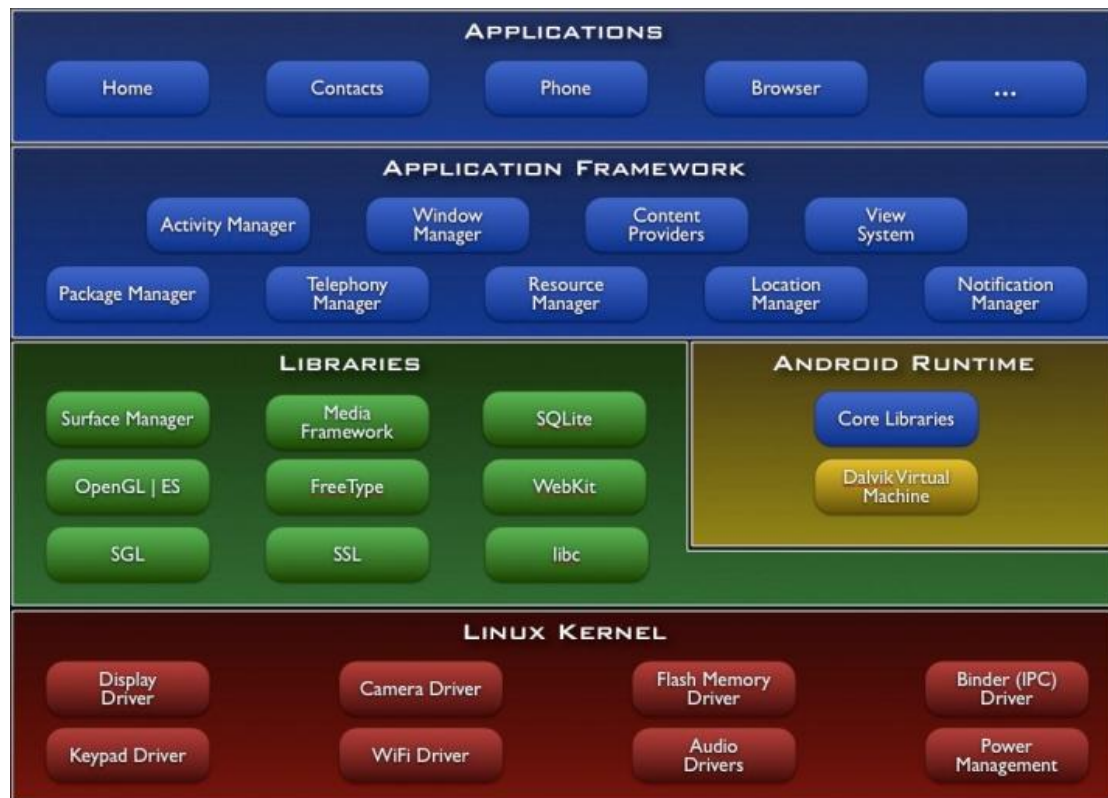 APPLICATIONS
Home
Contacts
Phone
Browser
...
APPLICATION FRAMEWORK
Activity Manager
Window
Manager
Content
Providers
View
System
Package Manager
Telephony
Manager
Resource
Manager
Location
Manager
Notification
Manager
LIBRARIES
Surface Manager
Media
Framework
SQLite
OpenGL | ES
FreeType
WebKit
SGL
SSL
libc
ANDROID RUNTIME
Core Libraries
Dalvik Virtual
Machine
LINUX KERNEL
Display
Driver
Camera Driver
Flash Memory
Driver
Binder (IPC)
Driver
Keypad Driver
WiFi Driver
Audio
Drivers
Power
Management